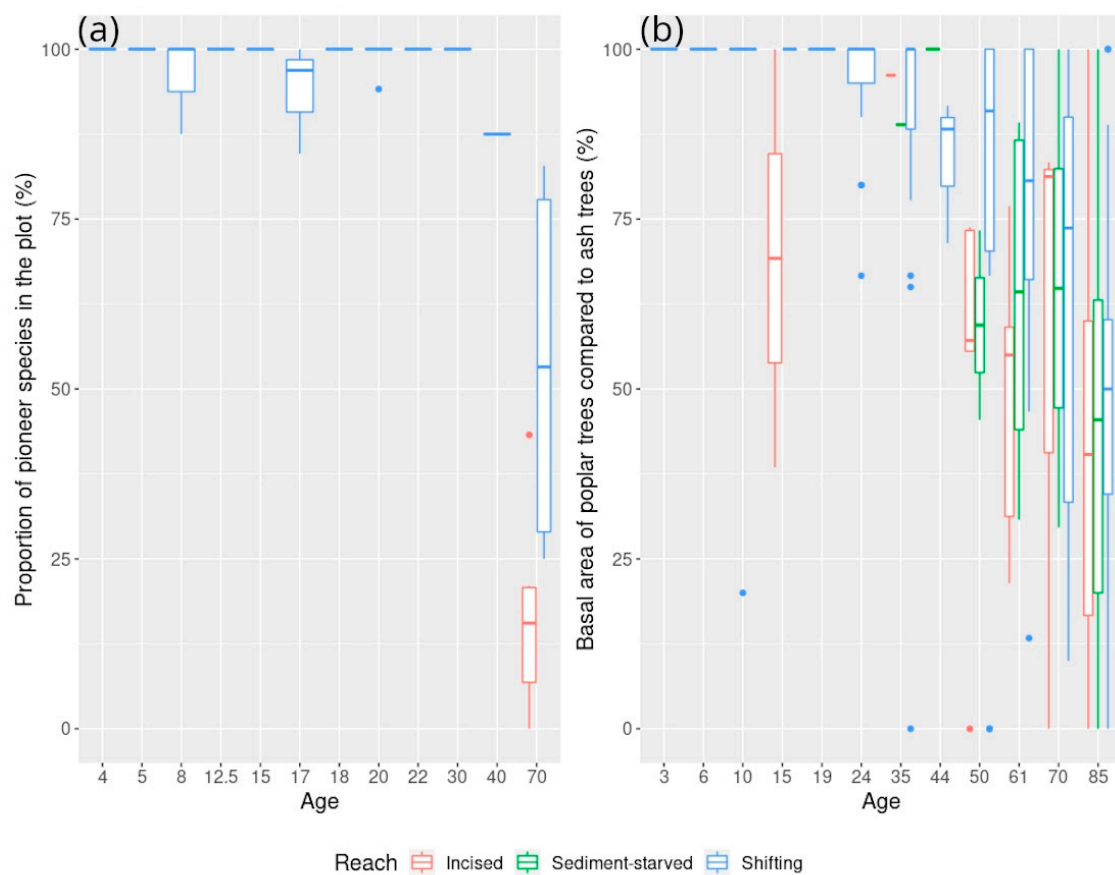 (a)
Proportion of pioneer species in the plot (%)
100
75
50
25
0
4 5 8 12.5 15 17 18 20 22 30 40 70
Age
(b)
Basal area of poplar trees compared to ash trees (%)
100
75
50
25
0
3 6 10 15 19 24 35 44 50 61 70 85
Age
Reach Incised Sediment-starved Shifting